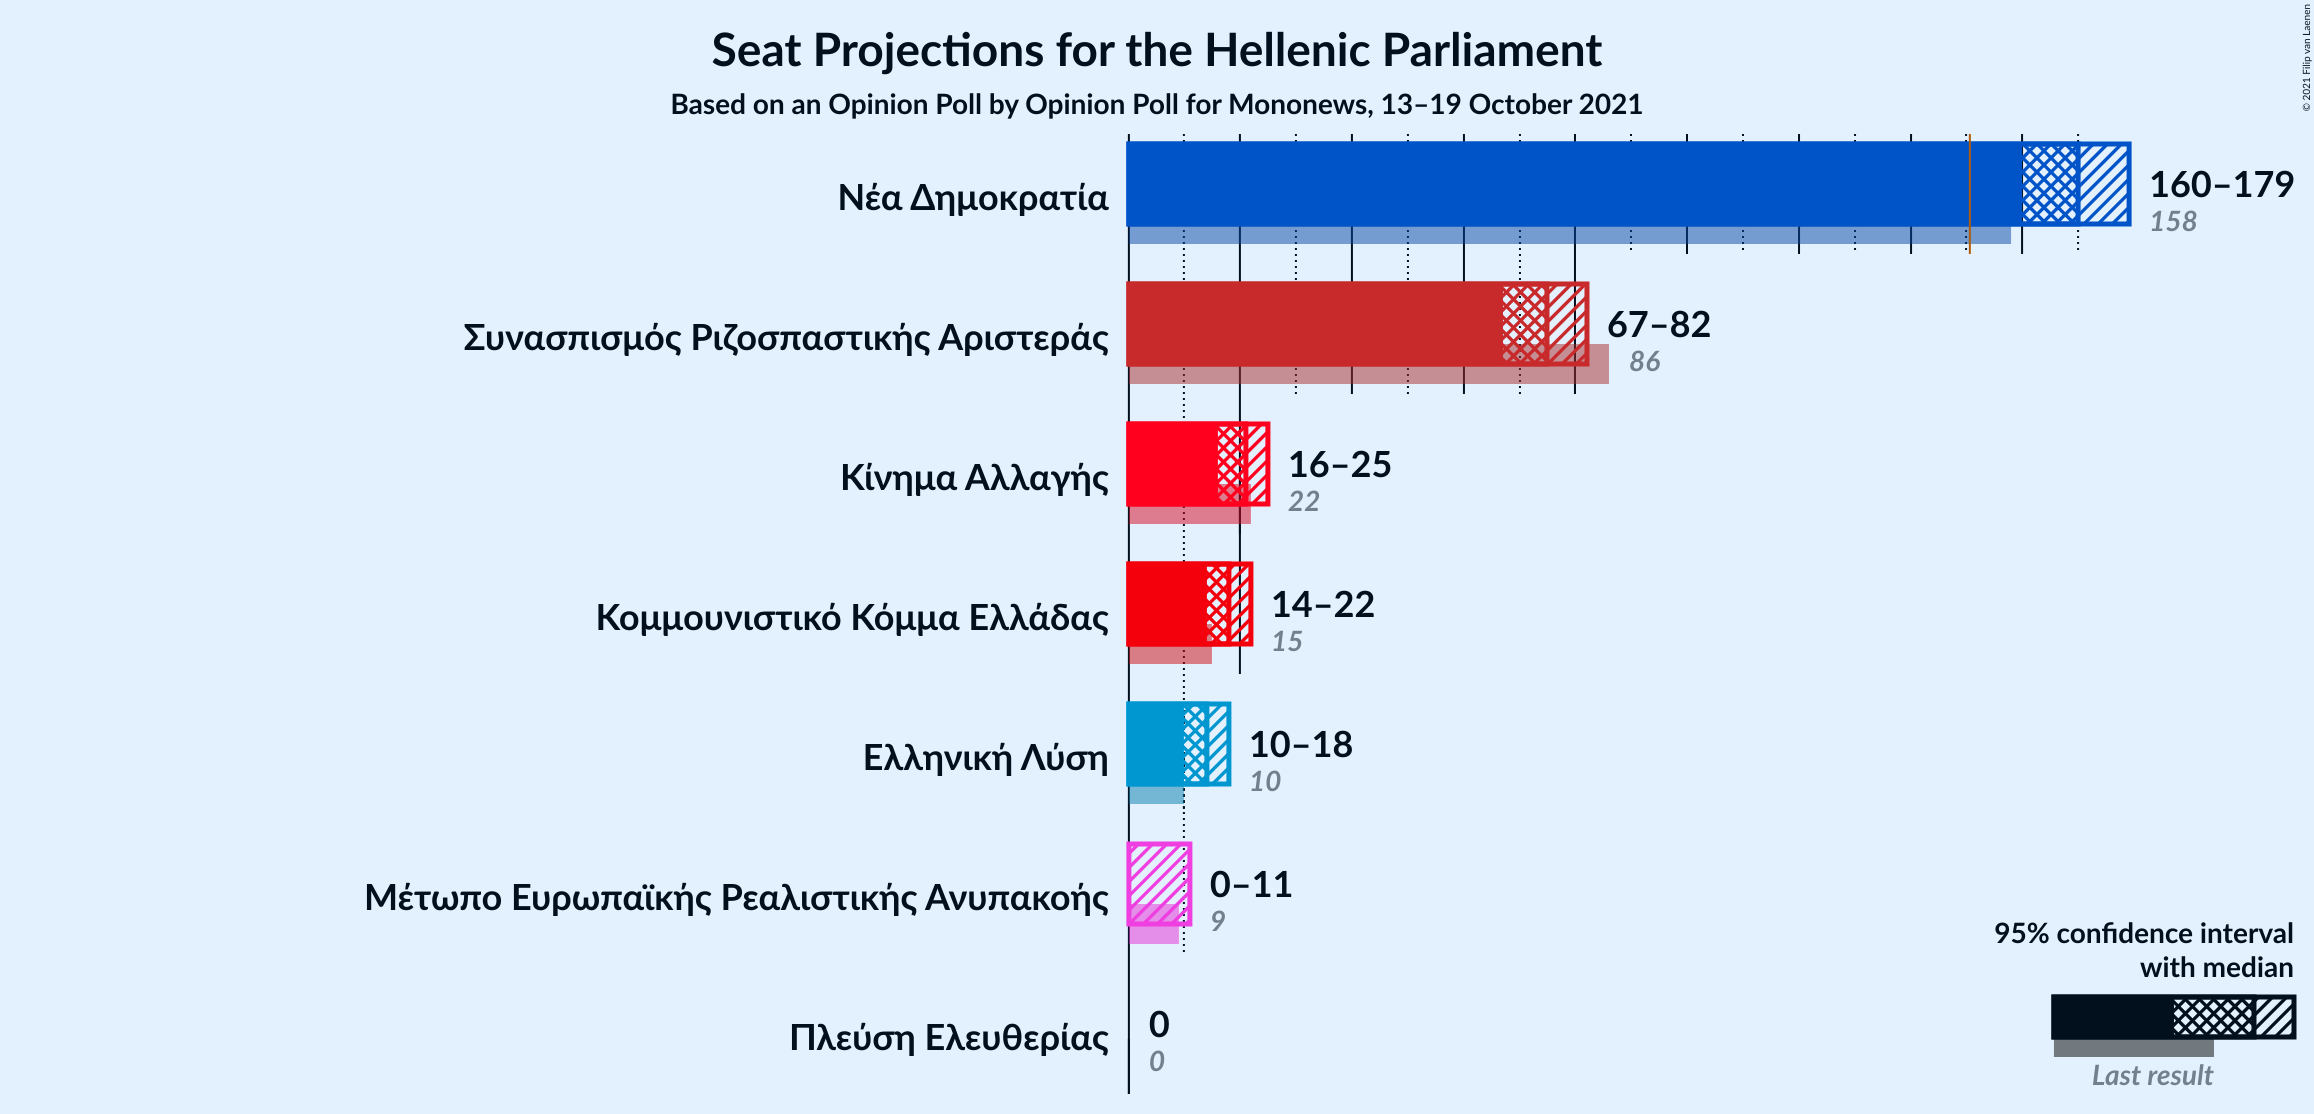 Seat Projections for the Hellenic Parliament
Based on an Opinion Poll by Opinion Poll for Mononews, 13–19 October 2021
© 2021 Filip van Laenen
Νέα Δημοκρατία
160–179
158
Συνασπισμός Ριζοσπαστικής Αριστεράς
67–82
86
Κίνημα Αλλαγής
16–25
22
Κομμουνιστικό Κόμμα Ελλάδας
14–22
15
Ελληνική Λύση
10–18
10
Μέτωπο Ευρωπαϊκής Ρεαλιστικής Ανυπακοής
0–11
9
Πλεύση Ελευθερίας
0
0
95% confidence interval
with median
Last result